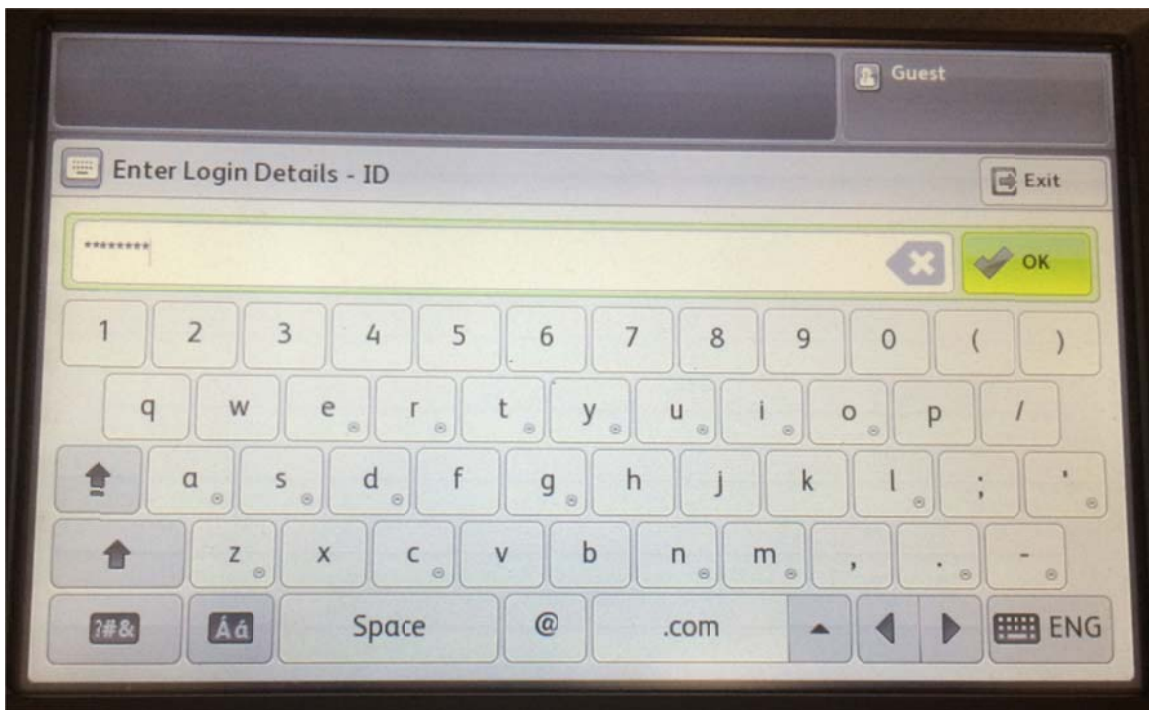 Guest
Enter Login Details - ID
Exit
********
OK
1 2 3 4 5 6 7 8 9 0 ( )
q w e r t y u i o p /
a s d f g h j k l ; '
z x c v b n m , . -
?#& Áá Space @ .com ENG